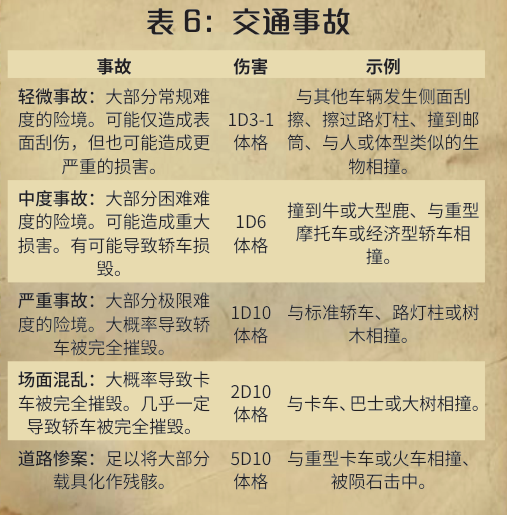 表 6：交通事故
事故 伤害 示例
轻微事故：大部分常规难
度的险境。可能仅造成表
面刮伤，但也可能造成更
严重的损害。
1D3-1
体格
与其他车辆发生侧面刮
擦、擦过路灯柱、撞到邮
筒、与人或体型类似的生
物相撞。
中度事故：大部分困难难
度的险境。可能造成重大
损害。有可能导致轿车损
毁。
1D6
体格
撞到牛或大型鹿、与重型
摩托车或经济型轿车相
撞。
严重事故：大部分极限难
度的险境。大概率导致轿
车被完全摧毁。
1D10
体格
与标准轿车、路灯柱或树
木相撞。
场面混乱：大概率导致卡
车被完全摧毁。几乎一定
导致轿车被完全摧毁。
2D10
体格
与卡车、巴士或大树相撞。
道路惨案：足以将大部分
载具化作残骸。
5D10
体格
与重型卡车或火车相撞、
被陨石击中。